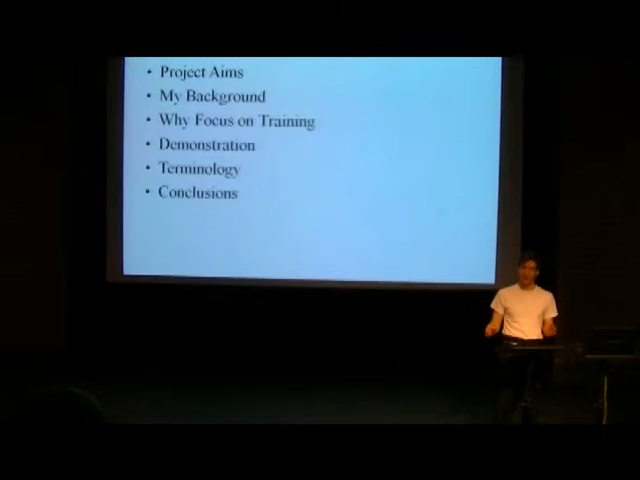 • Project Aims
• My Background
• Why Focus on Training
• Demonstration
• Terminology
• Conclusions